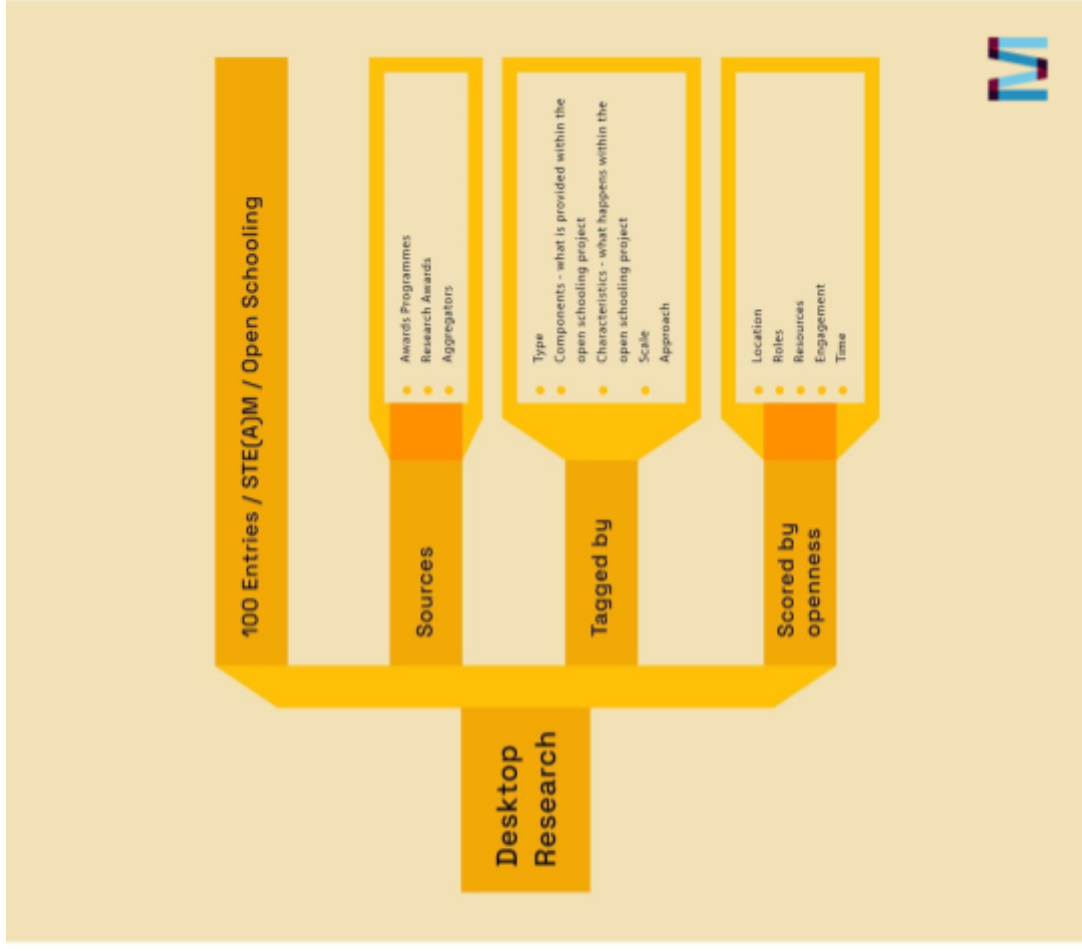 Desktop
Research
100 Entries / STE(A)M / Open Schooling
Sources
Awards Programmes
Research Awards
Aggregators
Tagged by
Type
Components - what is provided within the
open schooling project
Characteristics - what happens within the
open schooling project
Scale
Approach
Scored by
openness
Location
Roles
Resources
Engagement
Time
M